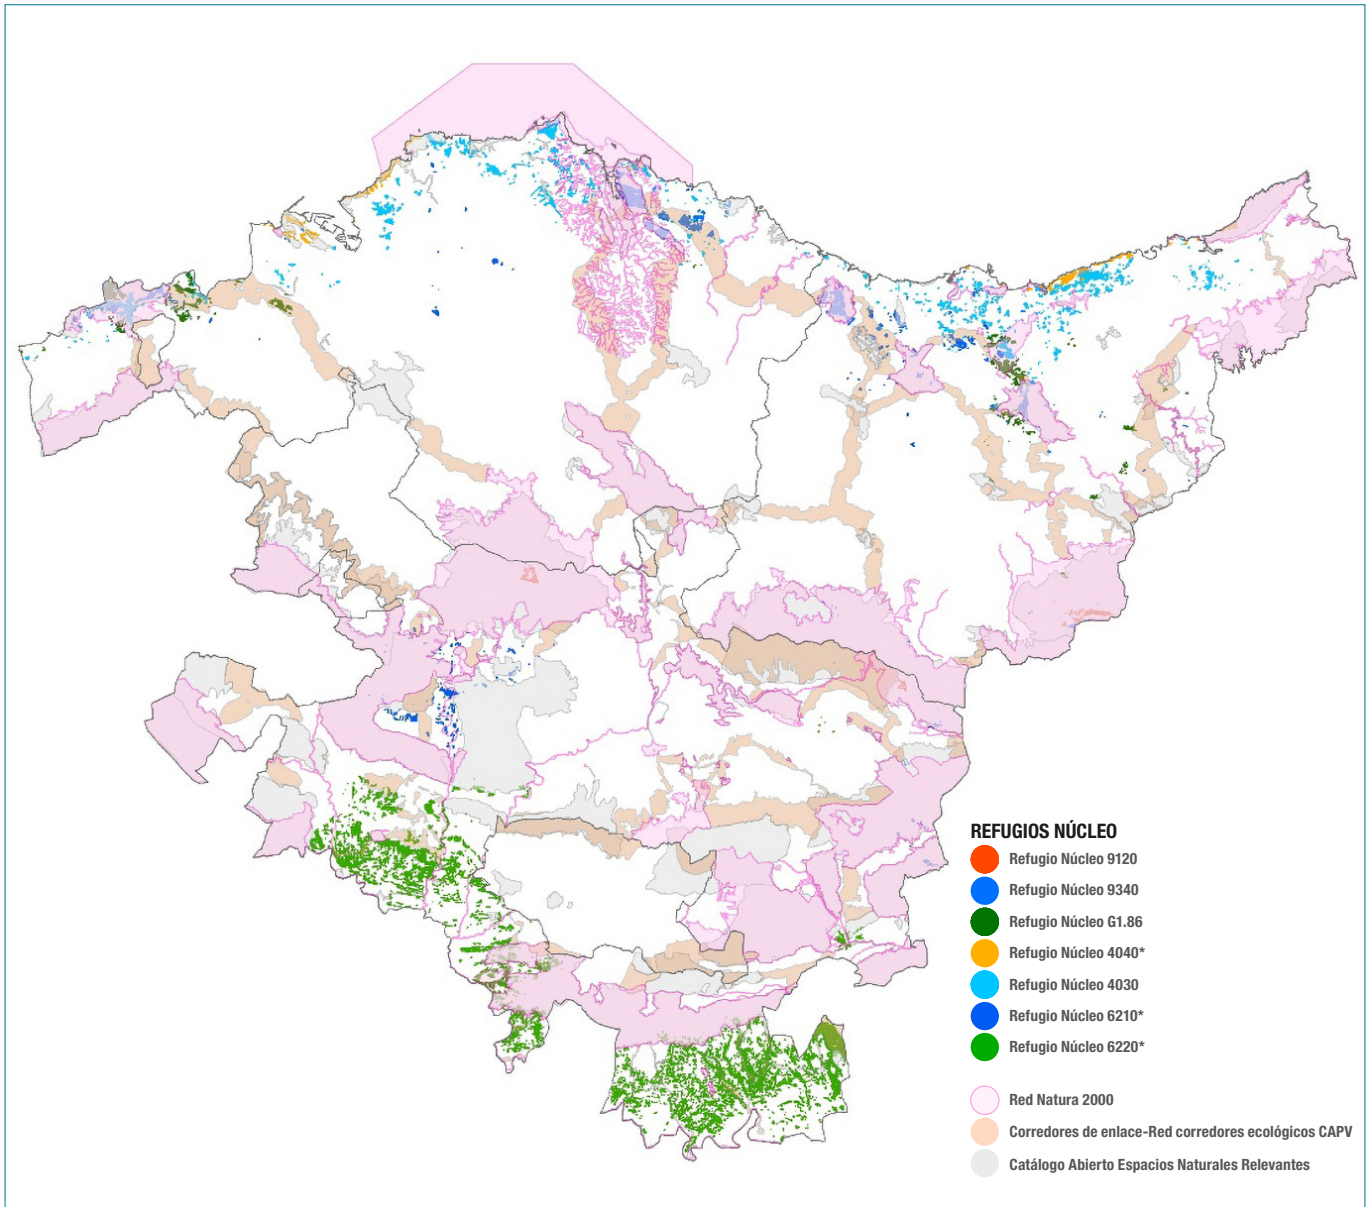 REFUGIOS NÚCLEO
Refugio Núcleo 9120
Refugio Núcleo 9340
Refugio Núcleo G1.86
Refugio Núcleo 4040*
Refugio Núcleo 4030
Refugio Núcleo 6210*
Refugio Núcleo 6220*
Red Natura 2000
Corredores de enlace-Red corredores ecológicos CAPV
Catálogo Abierto Espacios Naturales Relevantes